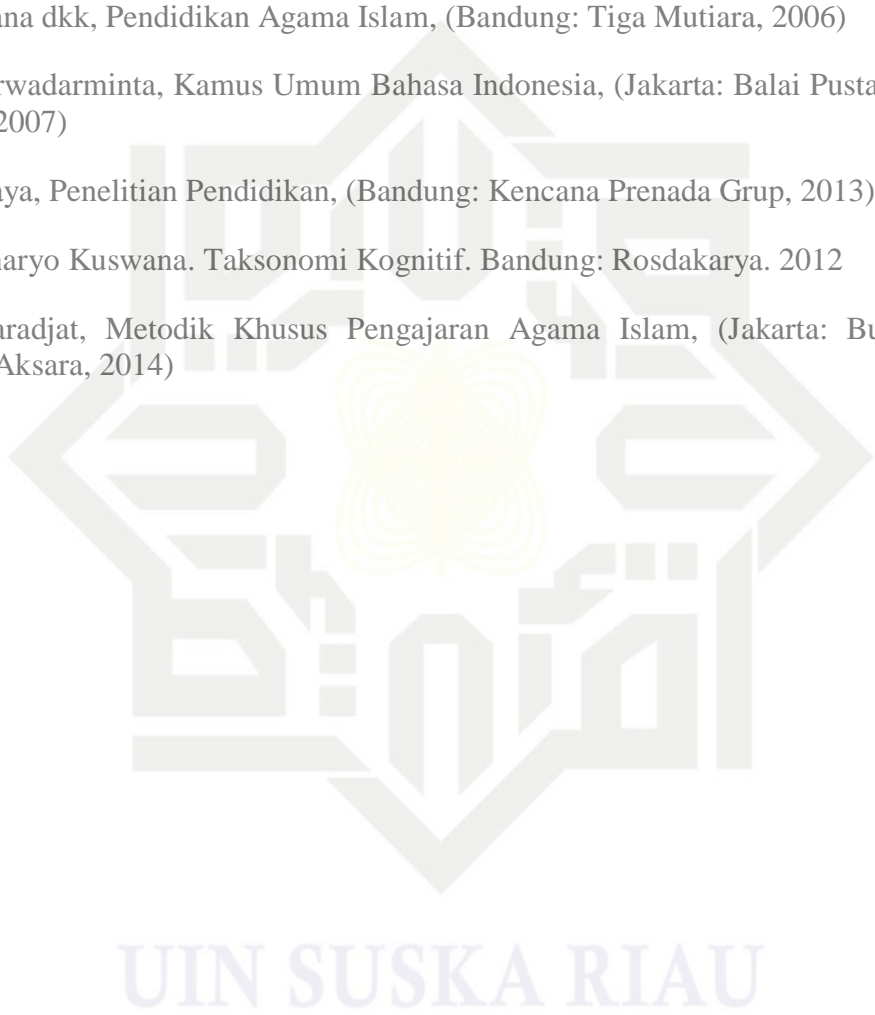 ana dkk, Pendidikan Agama Islam, (Bandung: Tiga Mutiara, 2006)
rwadarminta, Kamus Umum Bahasa Indonesia, (Jakarta: Balai Pusta
2007)
aya, Penelitian Pendidikan, (Bandung: Kencana Prenada Grup, 2013)
haryo Kuswana. Taksonomi Kognitif. Bandung: Rosdakarya. 2012
aradjat, Metodik Khusus Pengajaran Agama Islam, (Jakarta: Bu
Aksara, 2014)
UIN SUSKA RIAU